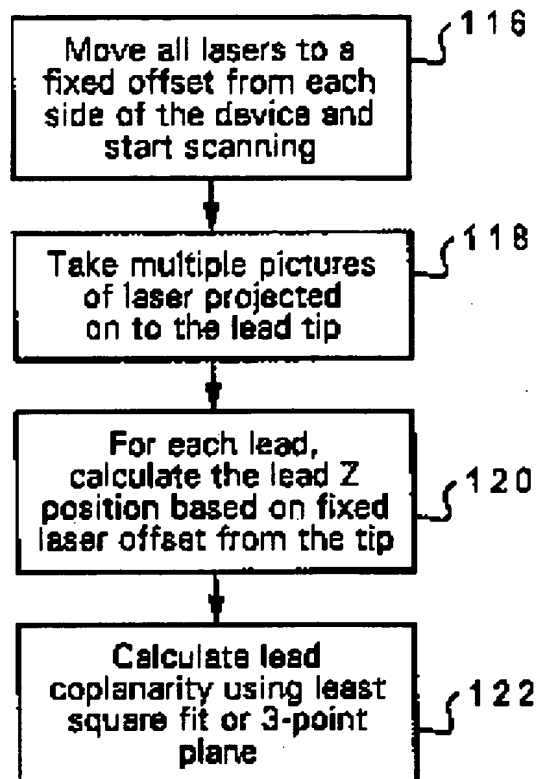 Move all lasers to a
fixed offset from each
side of the device and
start scanning
116
Take multiple pictures
of laser projected
on to the lead tip
118
For each lead,
calculate the lead Z
position based on fixed
laser offset from the tip
120
Calculate lead
coplanarity using least
square fit or 3-point
plane
122